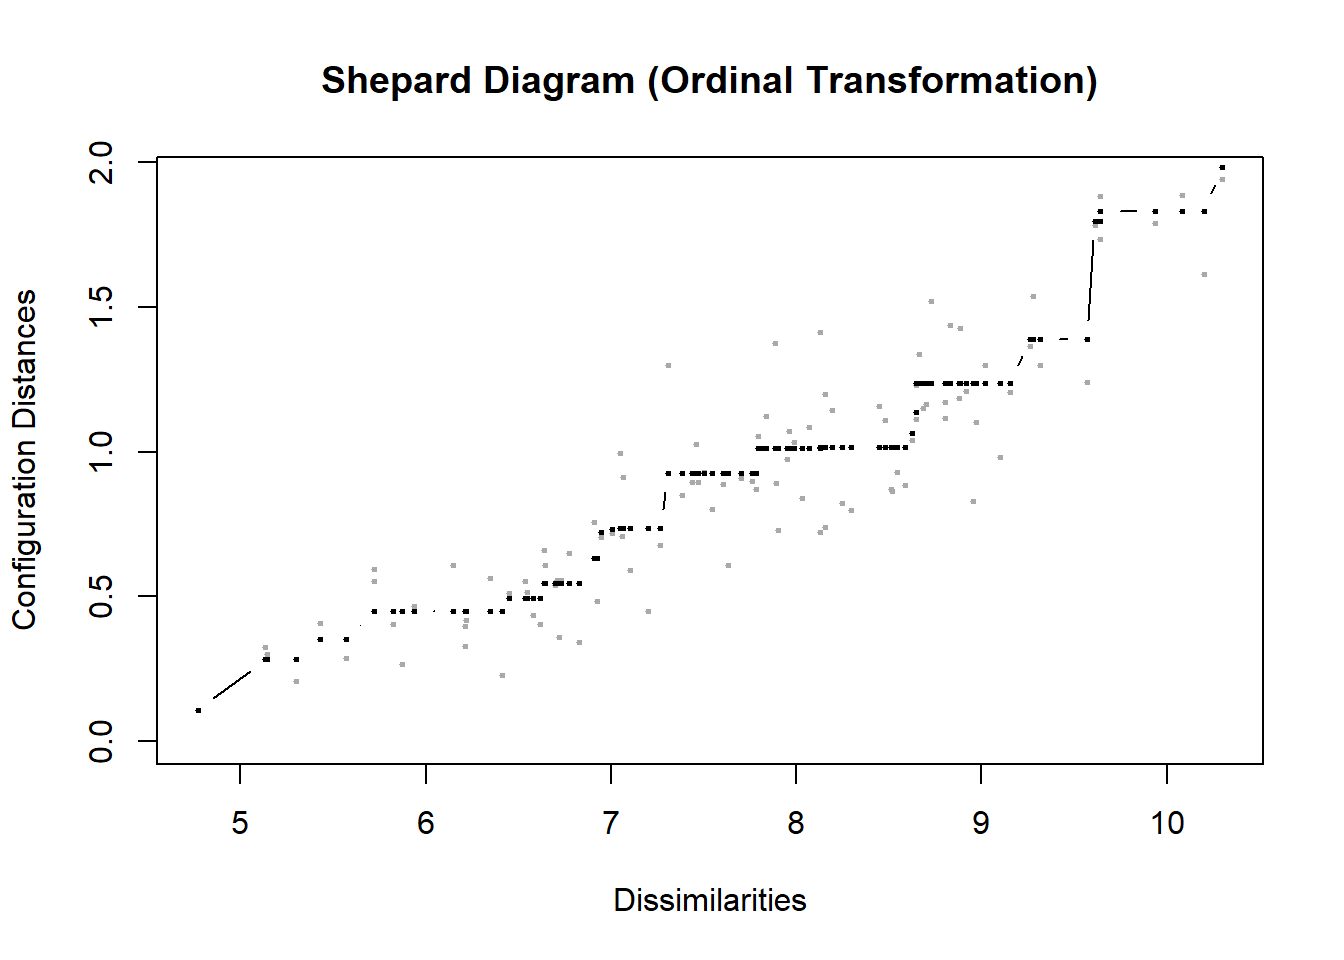 Shepard Diagram (Ordinal Transformation)
Configuration Distances
2.0
1.5
1.0
0.5
0.0
5 6 7 8 9 10
Dissimilarities